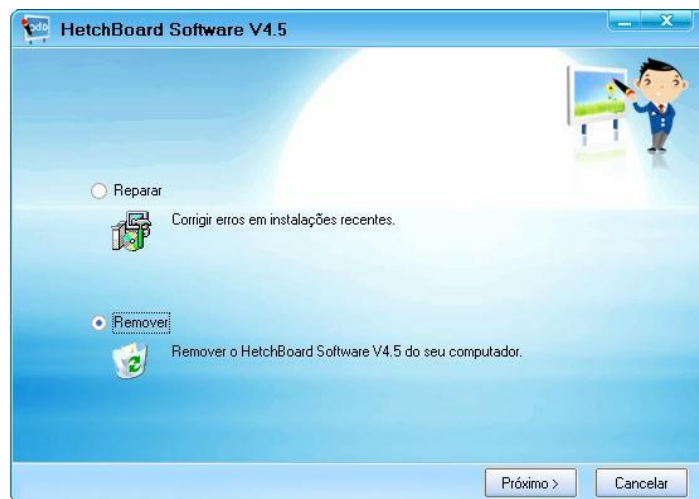 HetchBoard Software V4.5
Reparar
Corrigir erros em instalações recentes.
Remover
Remover o HetchBoard Software V4.5 do seu computador.
Próximo >
Cancelar